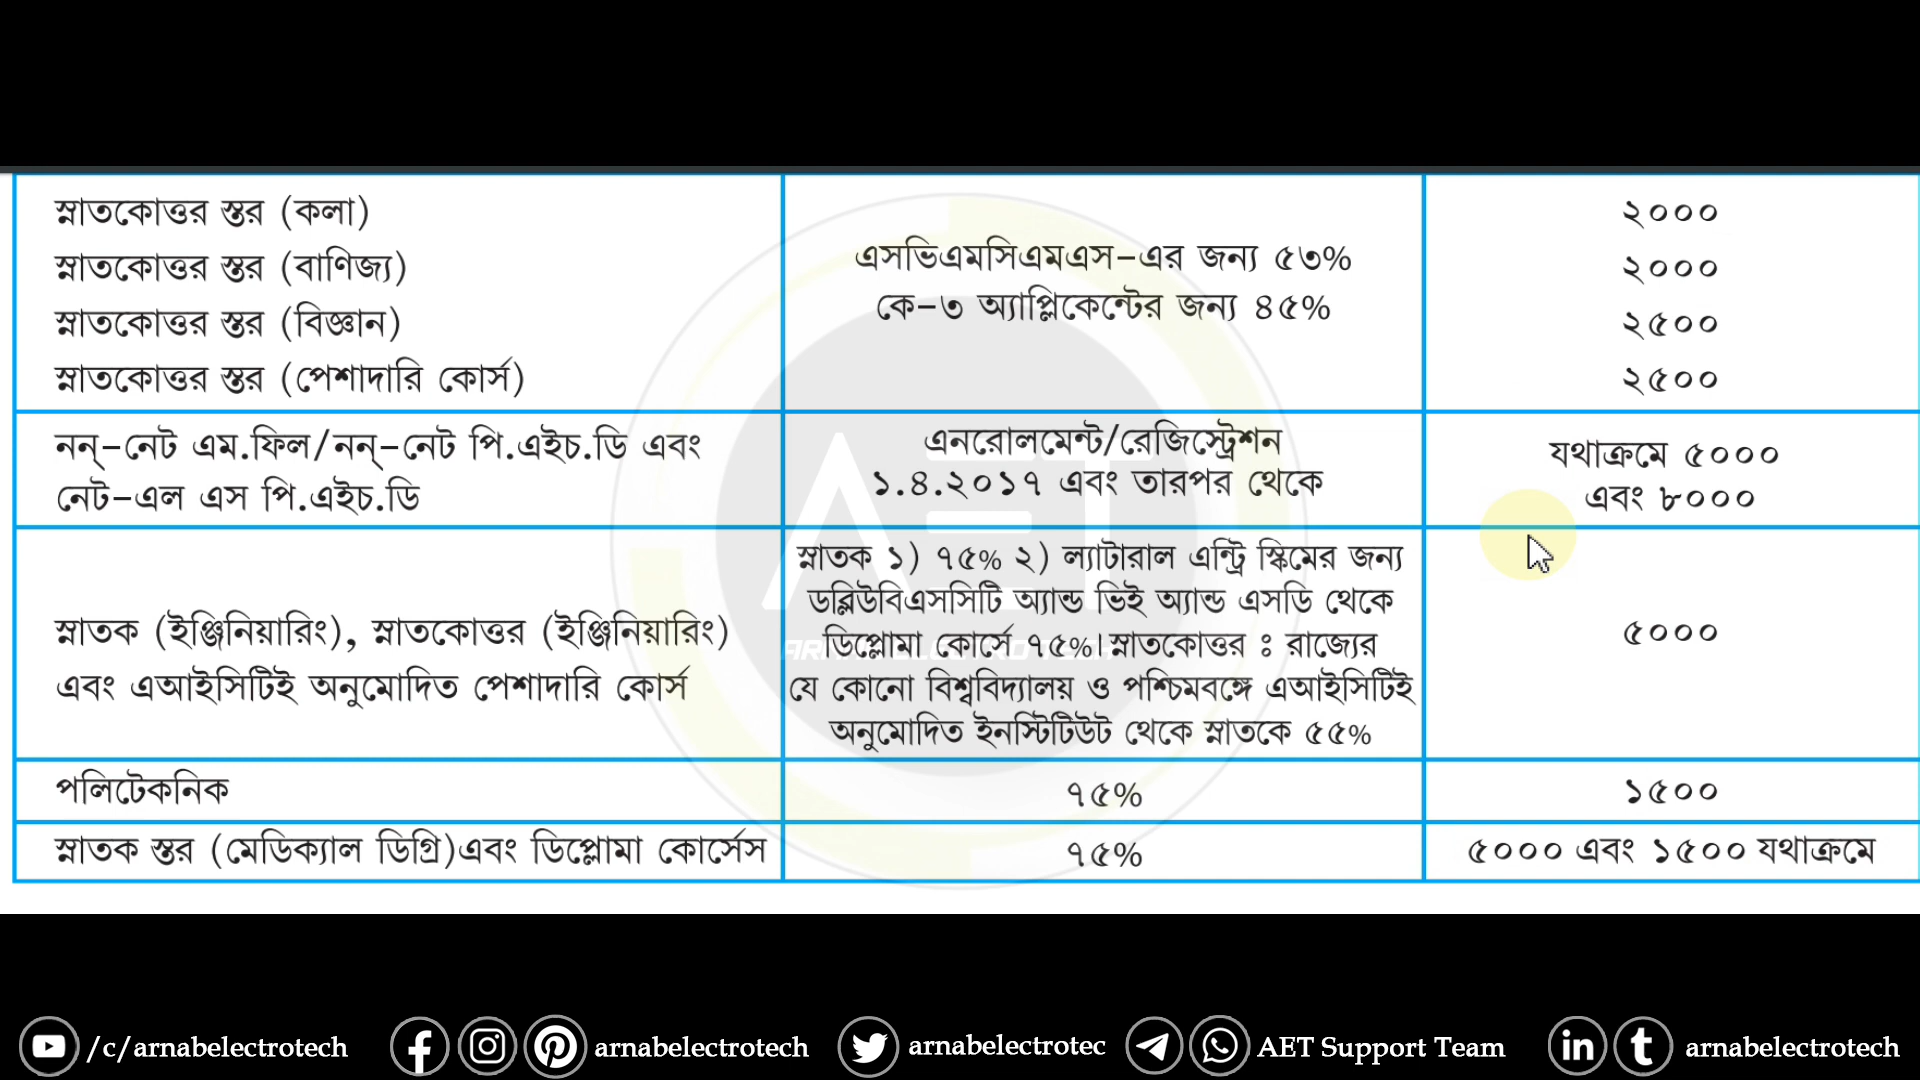 স্নাতকোত্তর স্তর (কলা)
স্নাতকোত্তর স্তর (বাণিজ্য)
স্নাতকোত্তর স্তর (বিজ্ঞান)
স্নাতকোত্তর স্তর (পেশাদারি কোর্স)
এসভিএমসিএমএস-এর জন্য ৫৩%
কে-৩ অ্যাপ্লিকেন্টের জন্য ৪৫%
২০০০
২০০০
২৫০০
২৫০০
নন্-নেট এম.ফিল/নন্-নেট পি.এইচ.ডি এবং
নেট-এল এস পি.এইচ.ডি
এনরোলমেন্ট/রেজিস্ট্রেশন
১.৪.২০১৭ এবং তারপর থেকে
যথাক্রমে ৫০০০
এবং ৮০০০
স্নাতক (ইঞ্জিনিয়ারিং), স্নাতকোত্তর (ইঞ্জিনিয়ারিং)
এবং এআইসিটিই অনুমোদিত পেশাদারি কোর্স
স্নাতক ১) ৭৫% ২) ল্যাটারাল এন্ট্রি স্কিমের জন্য
ডব্লিউবিএসসিটি অ্যান্ড ভিই অ্যান্ড এসডি থেকে
ডিপ্লোমা কোর্সে ৭৫%। স্নাতকোত্তর ঃ রাজ্যের
যে কোনো বিশ্ববিদ্যালয় ও পশ্চিমবঙ্গে এআইসিটিই
অনুমোদিত ইনস্টিটিউট থেকে স্নাতকে ৫৫%
৫০০০
পলিটেকনিক
৭৫%
১৫০০
স্নাতক স্তর (মেডিক্যাল ডিগ্রি)এবং ডিপ্লোমা কোর্সেস
৭৫%
৫০০০ এবং ১৫০০ যথাক্রমে
AET
ARNAB ELECTRO TECH
/c/arnabelectrotech
arnabelectrotech
arnabelectrotec
AET Support Team
arnabelectrotech